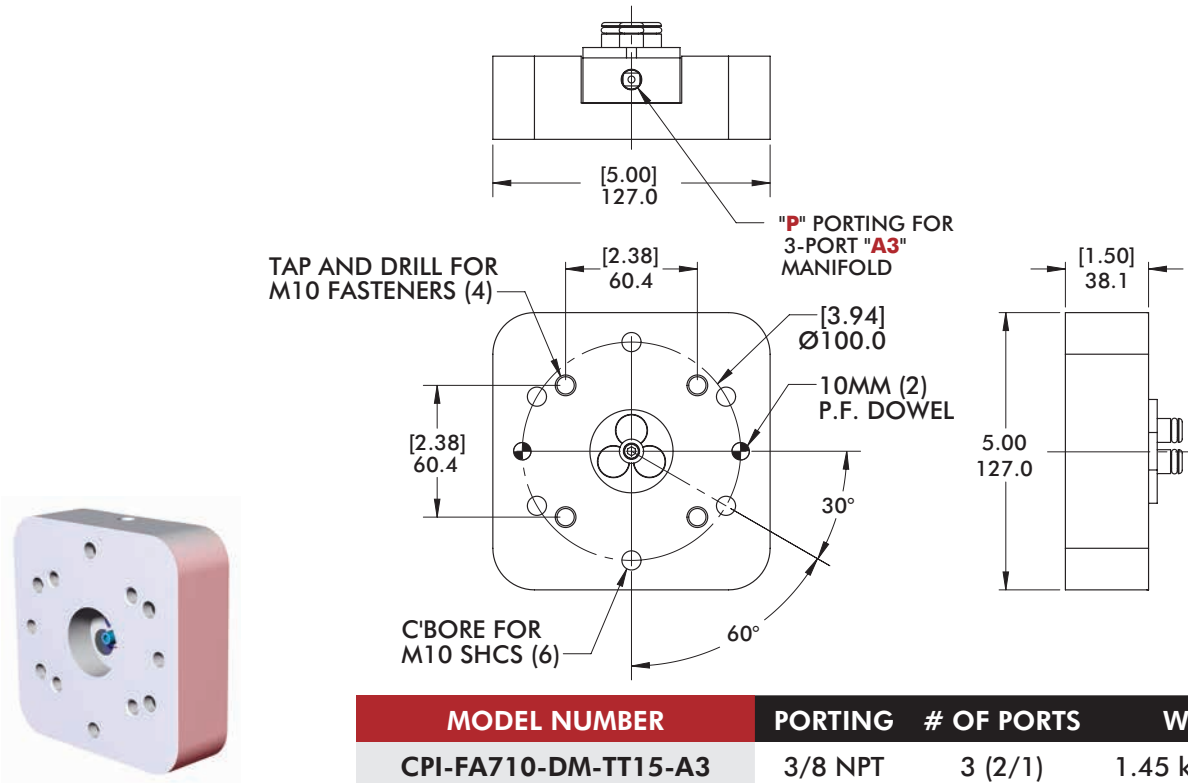 [5.00]
127.0
"P" PORTING FOR
3-PORT "A3"
MANIFOLD
TAP AND DRILL FOR
M10 FASTENERS (4)
[2.38]
60.4
[1.50]
38.1
[3.94]
Ø100.0
10MM (2)
P.F. DOWEL
[2.38]
60.4
5.00
127.0
30°
60°
C'BORE FOR
M10 SHCS (6)
MODEL NUMBER PORTING # OF PORTS
CPI-FA710-DM-TT15-A3 3/8 NPT 3 (2/1) 1.45